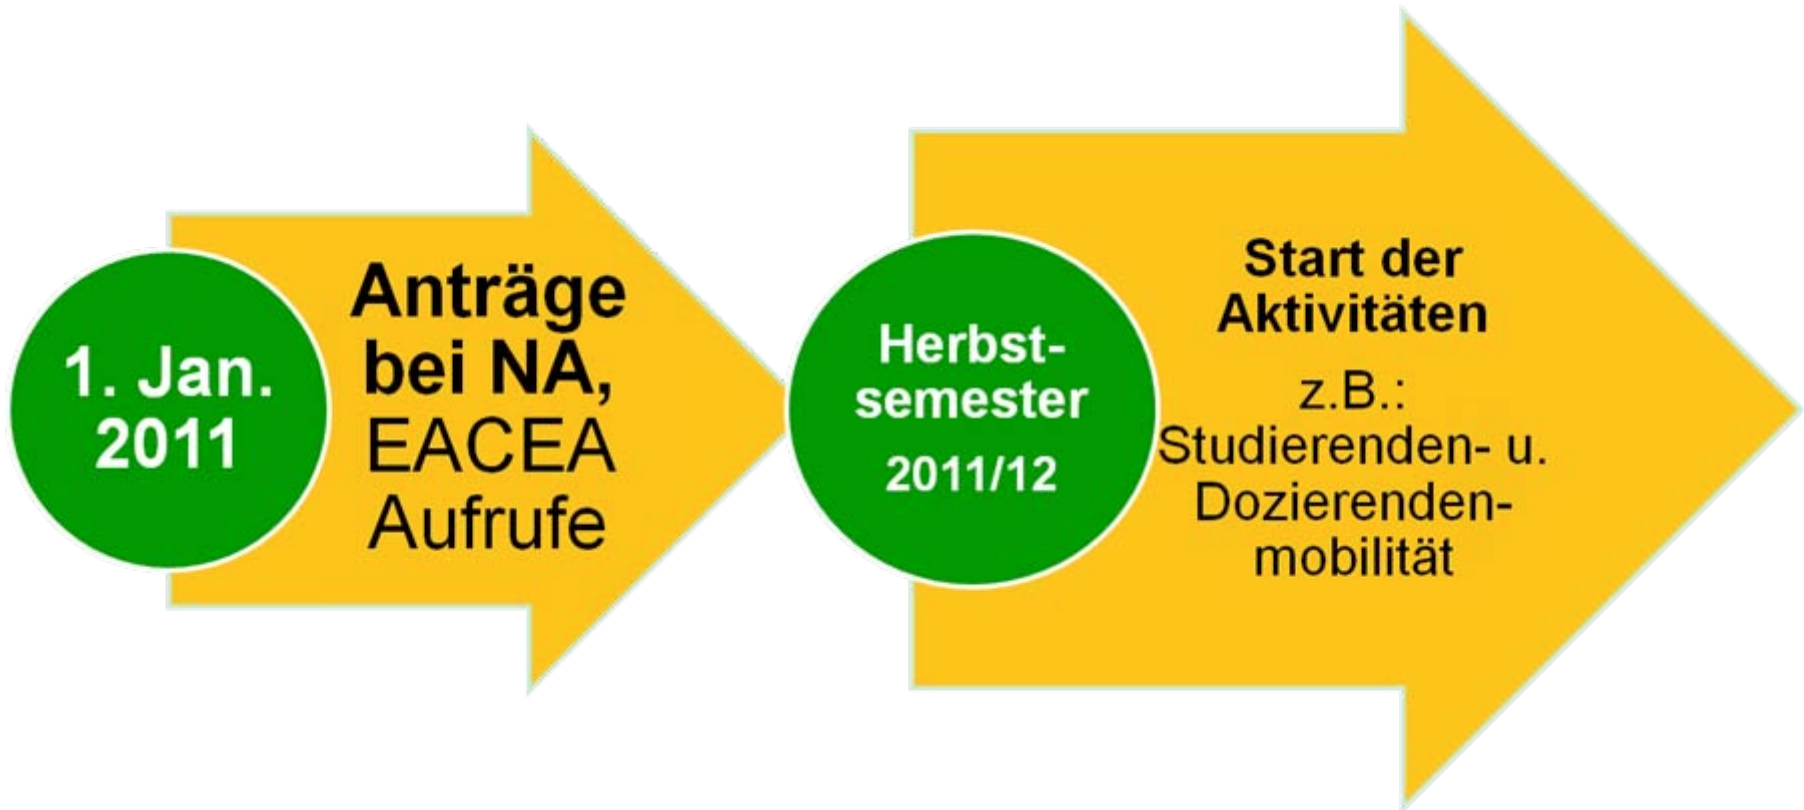 1. Jan.
2011
Anträge
bei NA,
EACEA
Aufrufe
Herbst-
semester
2011/12
Start der
Aktivitäten
z.B.:
Studierenden- u.
Dozierenden-
mobilität